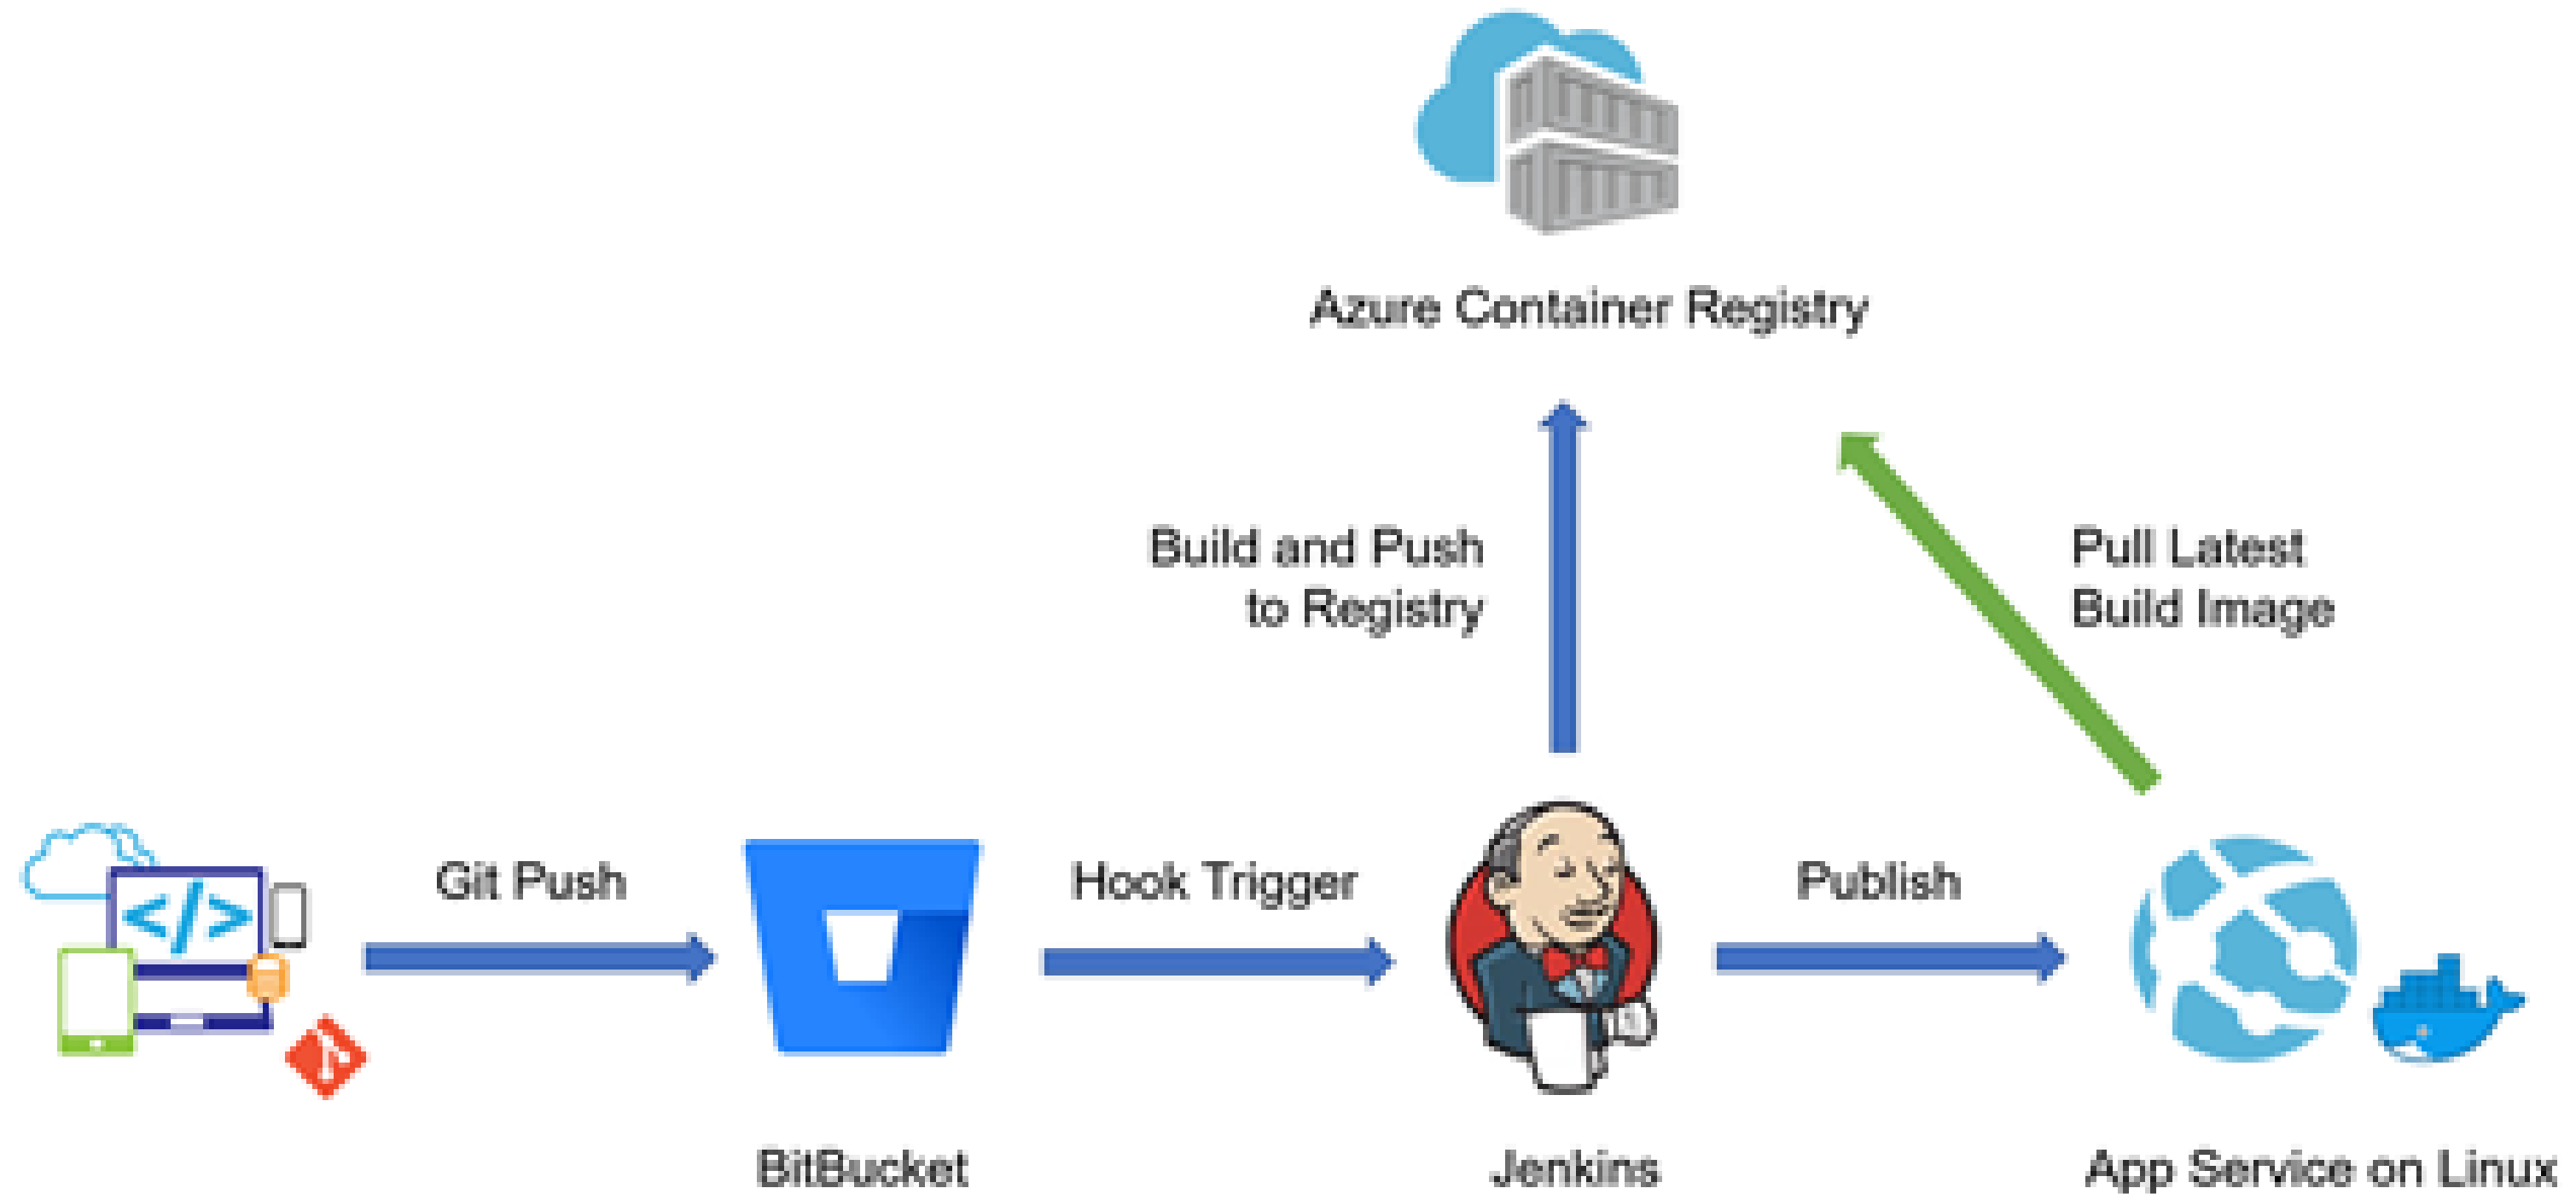 Azure Container Registry
Build and Push
to Registry
Pull Latest
Build Image
Git Push
Hook Trigger
Publish
</>
BitBucket
Jenkins
App Service on Linux